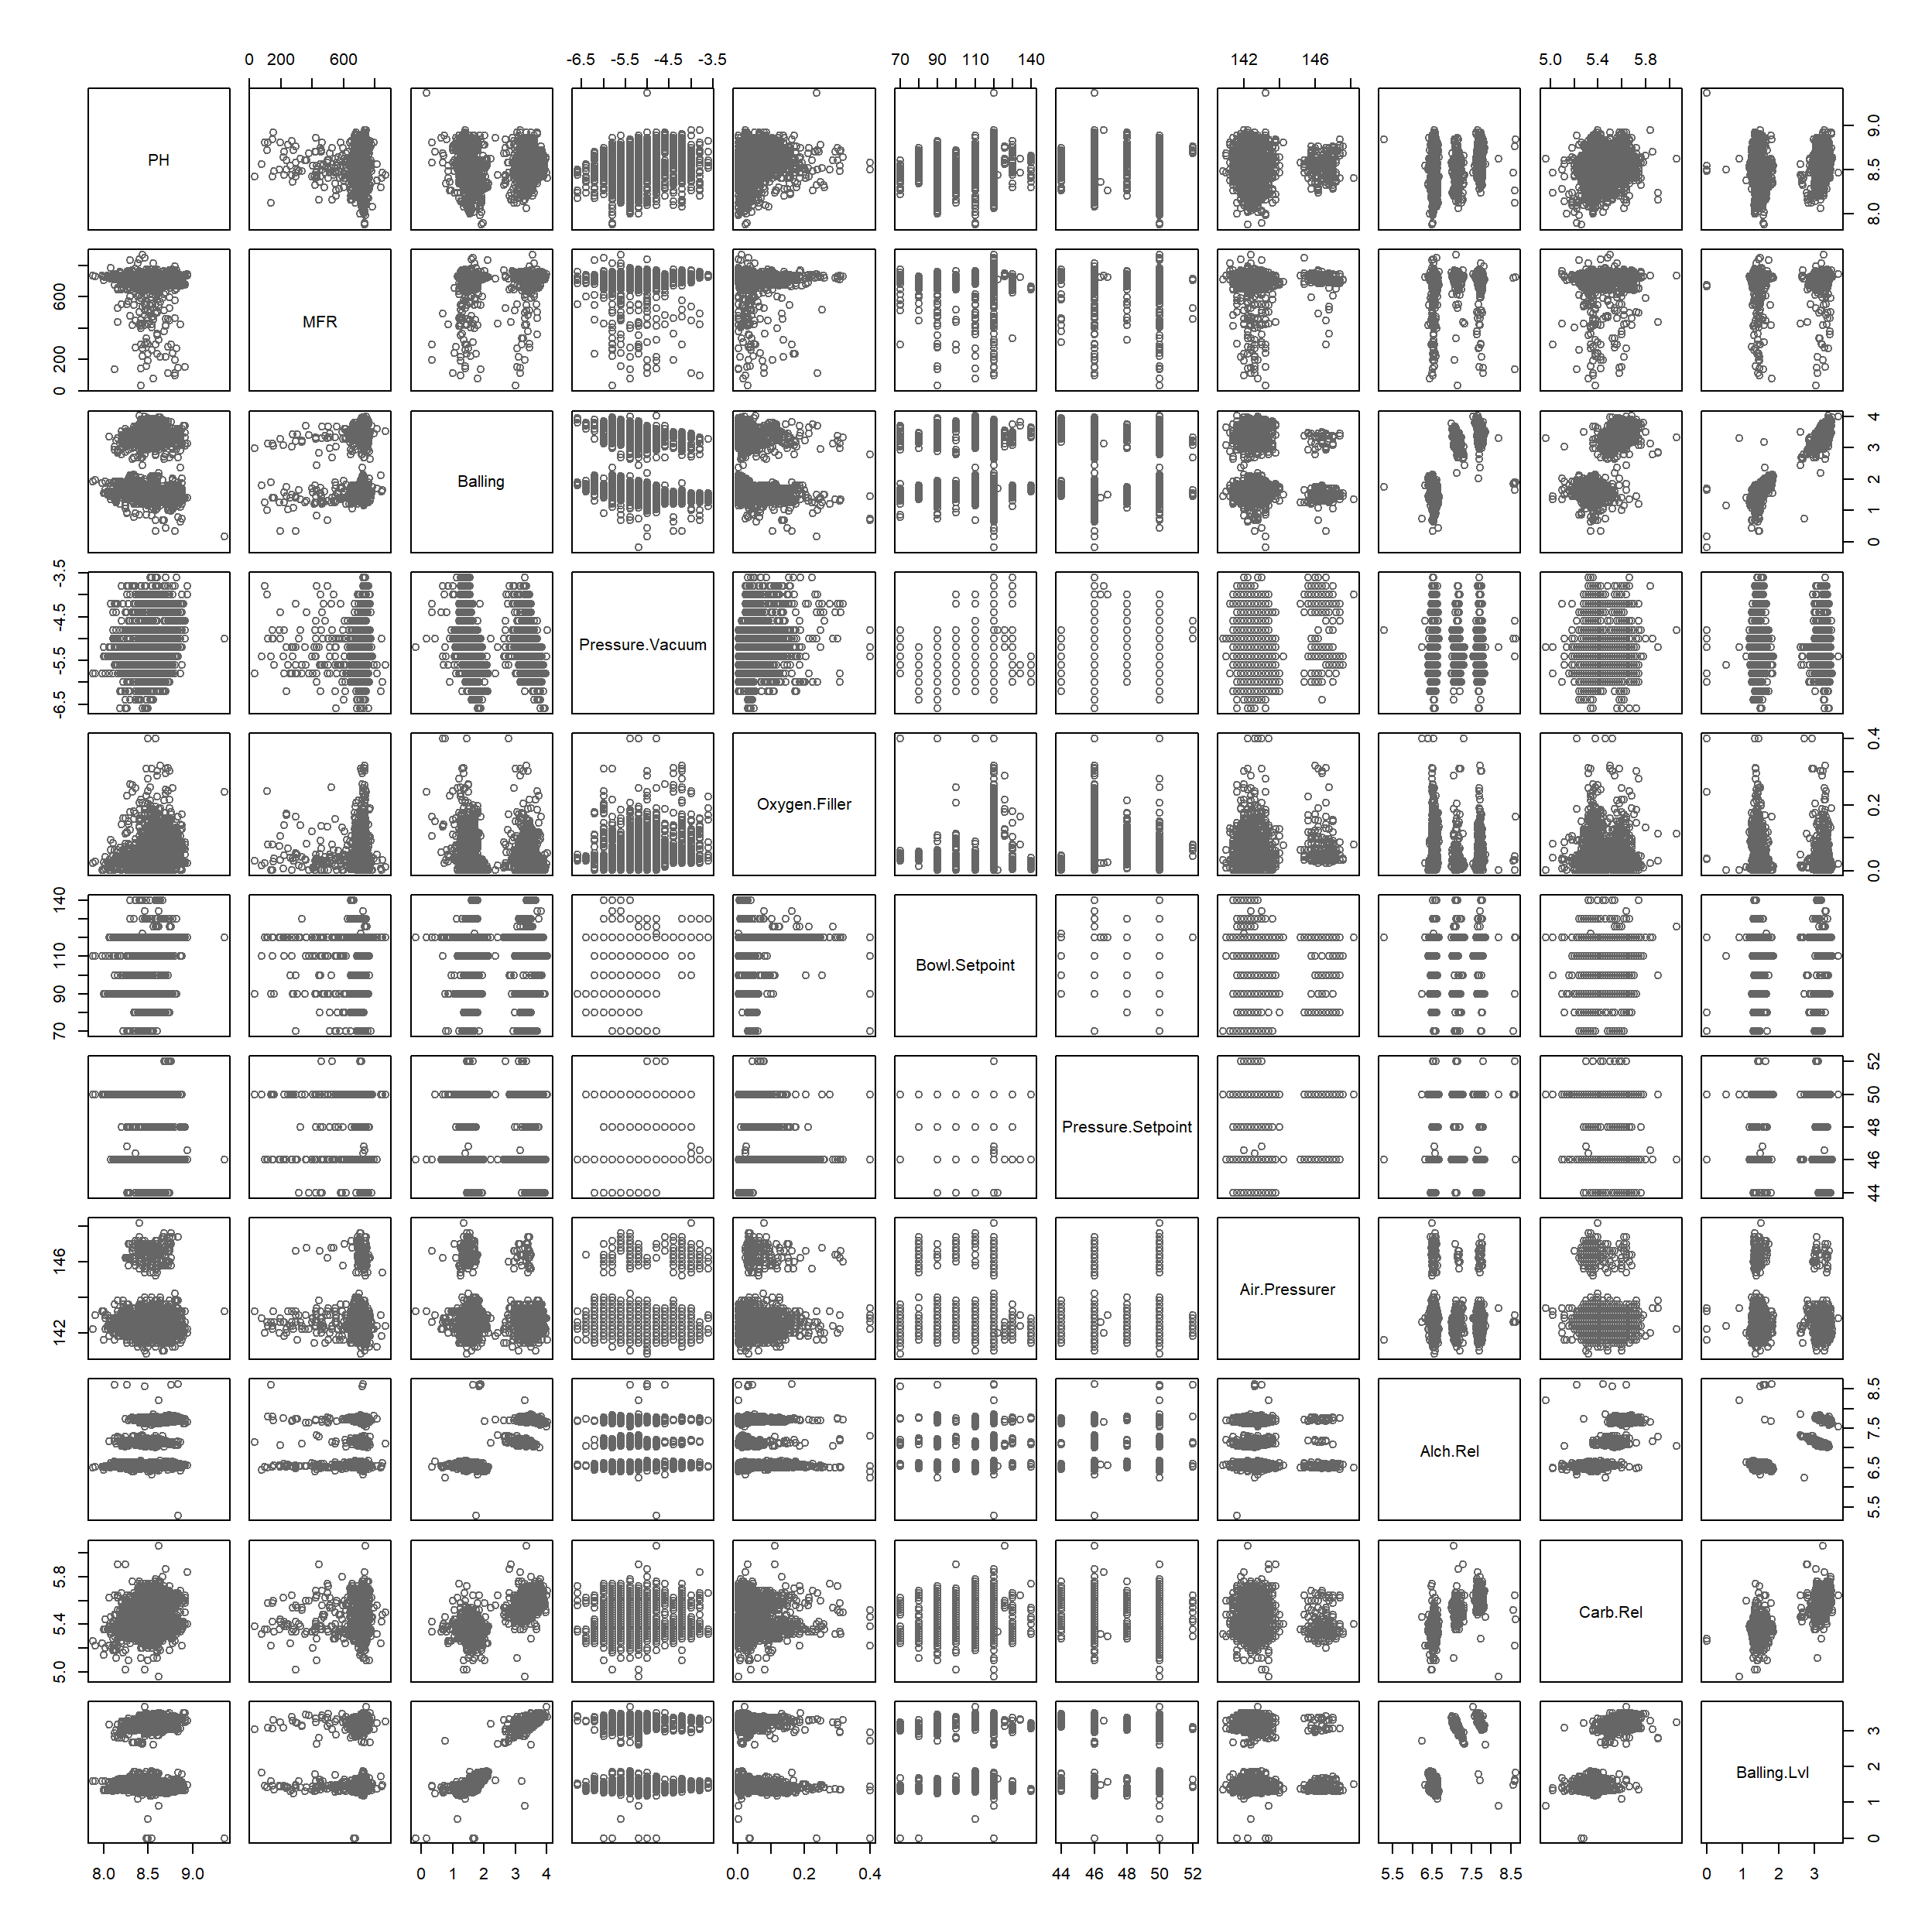 0 200 600 -6.5 -5.5 -4.5 -3.5 70 90 110 140 142 146 5.0 5.4 5.8
PH 8.0 8.5 9.0
200 600 MFR
Balling 0 1 2 3 4
-6.5 -5.5 -4.5 -3.5 Pressure.Vacuum
Oxygen.Filler 0.0 0.2 0.4
70 90 110 140 Bowl.Setpoint
Pressure.Setpoint 44 46 48 50 52
142 146 Air.Pressurer
Alch.Rel 5.5 6.5 7.5 8.5
5.0 5.4 5.8 Carb.Rel
Balling.Lvl 0 1 2 3
8.0 8.5 9.0 0 1 2 3 4 0.0 0.2 0.4 44 46 48 50 52 5.5 6.5 7.5 8.5 0 1 2 3